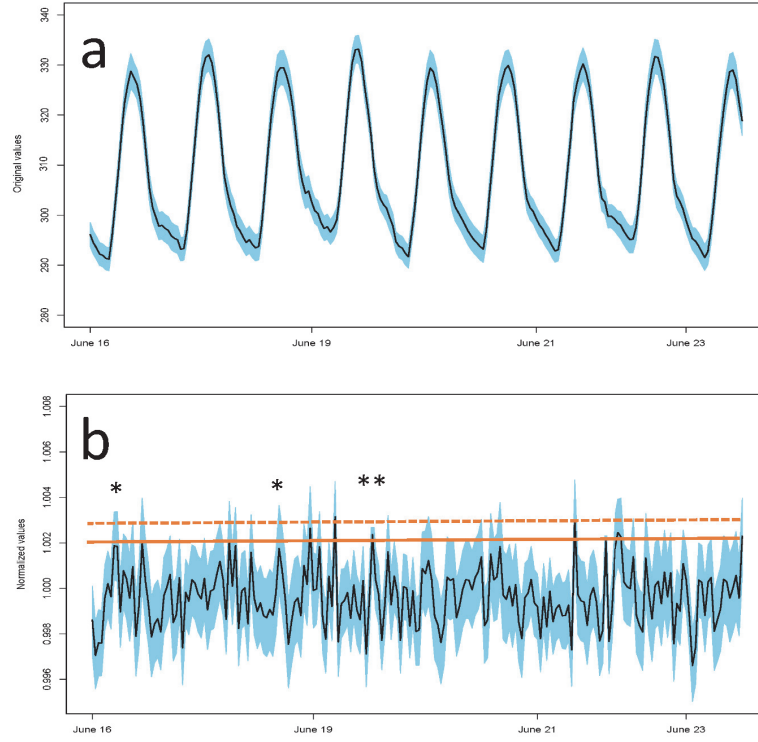 a
Original values
340
330
320
310
300
290
280
June 16
June 19
June 21
June 23
b
Normalized values
1.008
1.006
1.004
1.002
1.000
0.998
0.996
* * **
June 16
June 19
June 21
June 23